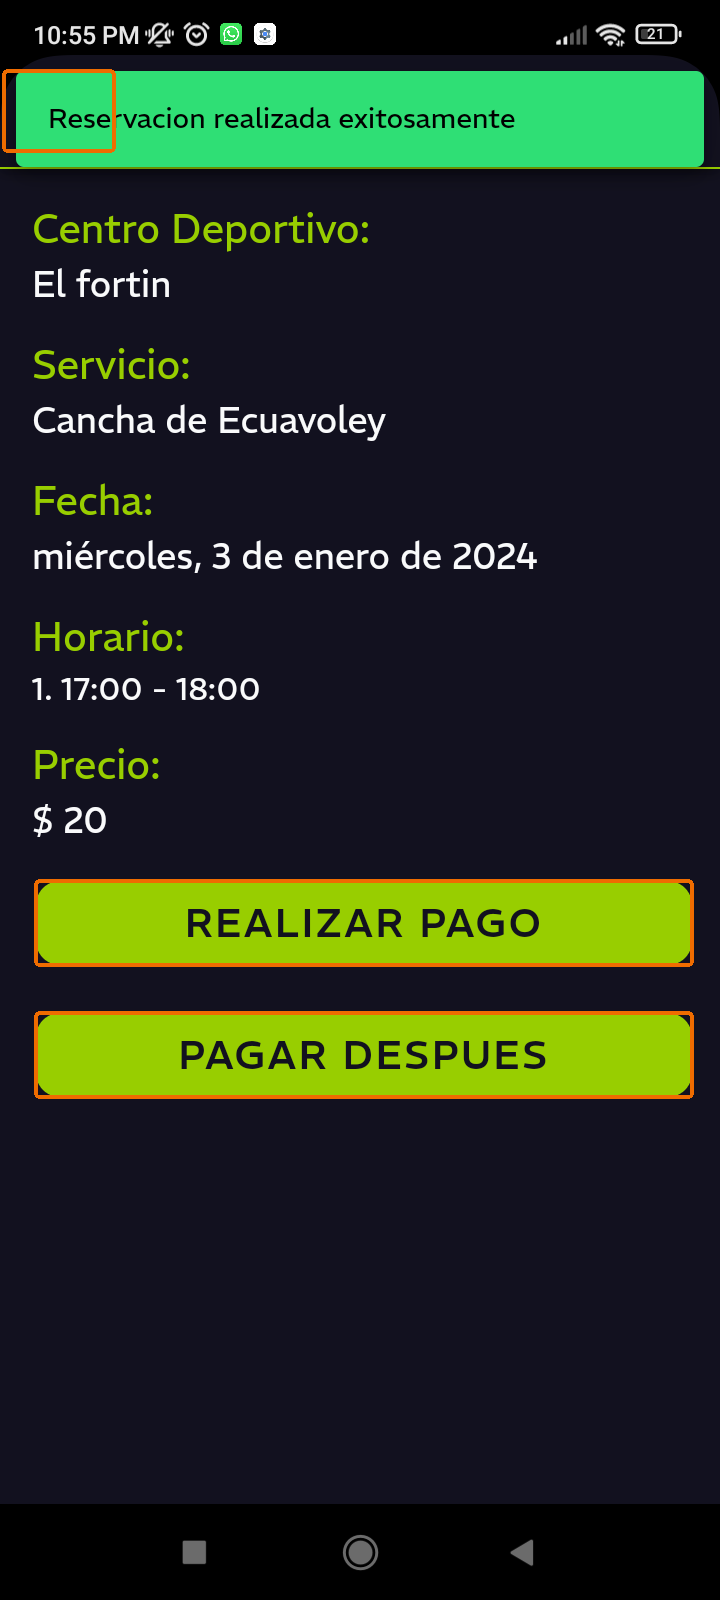 10:55 PM
21
Reservacion realizada exitosamente
Centro Deportivo:
El fortin
Servicio:
Cancha de Ecuavoley
Fecha:
miércoles, 3 de enero de 2024
Horario:
1. 17:00 - 18:00
Precio:
$ 20
REALIZAR PAGO
PAGAR DESPUES